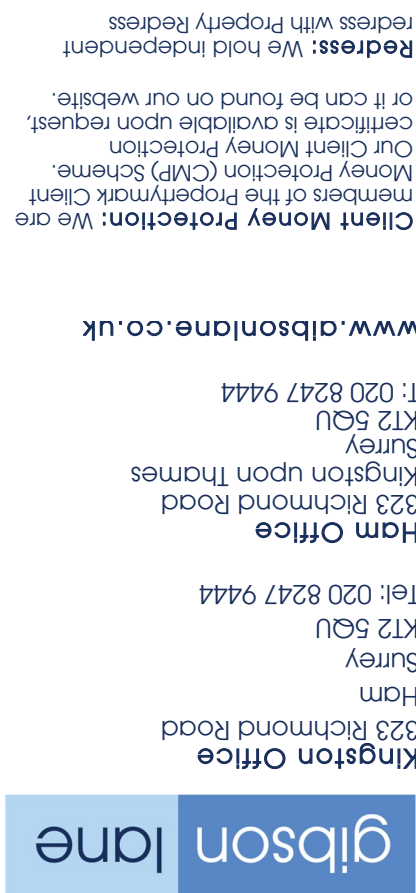 gibson lane
Kingston Office
323 Richmond Road
Ham
Surrey
KT2 5QU
Tel: 020 8247 9444
Ham Office
323 Richmond Road
Kingston upon Thames
Surrey
KT2 5QU
T: 020 8247 9444
www.gibsonlane.co.uk
Client Money Protection: We are
members of the Propertymark Client
Money Protection (CMP) Scheme.
Our Client Money Protection
certificate is available upon request,
or it can be found on our website.
Redress: We hold independent
redress with Property Redress